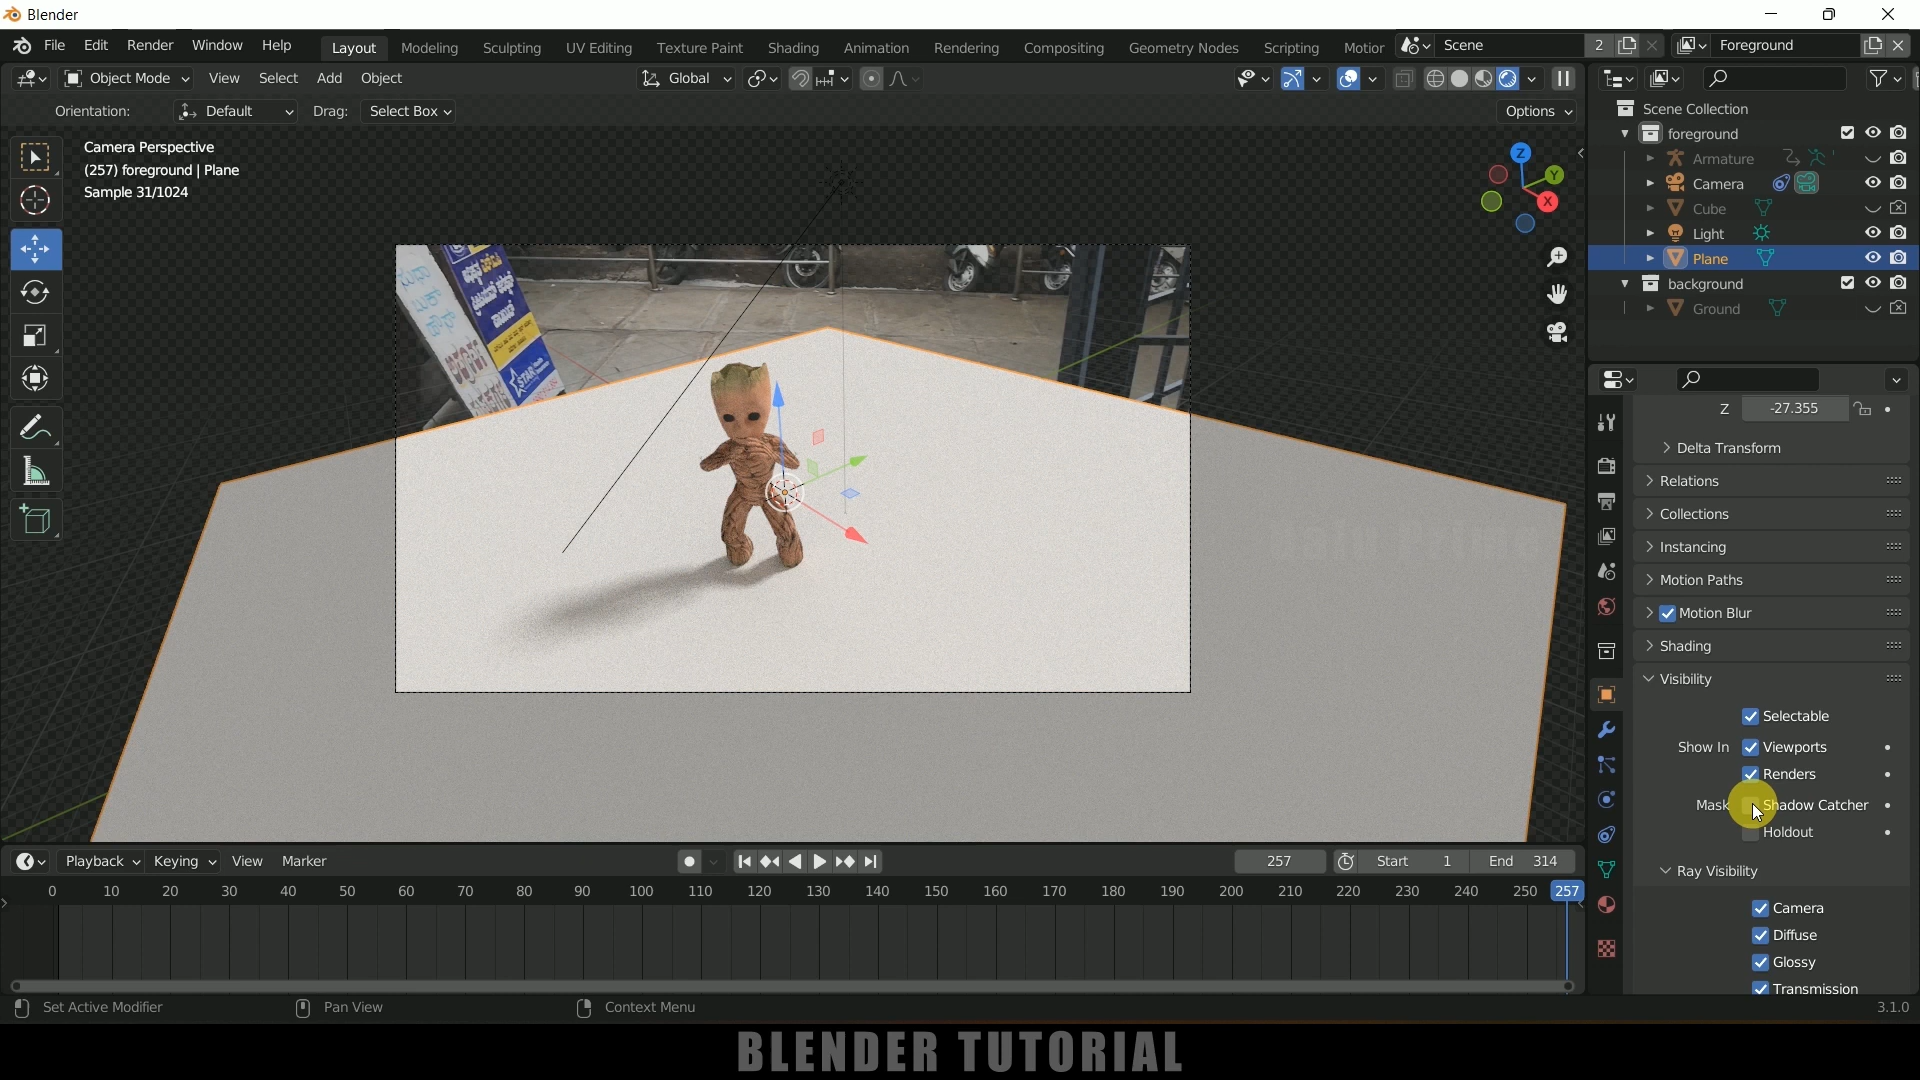 Blender
File Edit Render Window Help Layout Modeling Sculpting UV Editing Texture Paint Shading Animation Rendering Compositing Geometry Nodes Scripting Motior Scene 2 Foreground
Object Mode View Select Add Object Global
Orientation: Default Drag: Select Box Options
Camera Perspective
(257) foreground | Plane
Sample 31/1024
Z
Y
X
STAR
Scene Collection
foreground
Armature
Camera
Cube
Light
Plane
background
Ground
Z -27.355
Delta Transform
Relations
Collections
Instancing
Motion Paths
Motion Blur
Shading
Visibility
Selectable
Show In Viewports
Renders
Mask Shadow Catcher
Holdout
Ray Visibility
Camera
Diffuse
Glossy
Transmission
Playback Keying View Marker 257 Start 1 End 314
0 10 20 30 40 50 60 70 80 90 100 110 120 130 140 150 160 170 180 190 200 210 220 230 240 250 257
Set Active Modifier Pan View Context Menu 3.1.0
BLENDER TUTORIAL